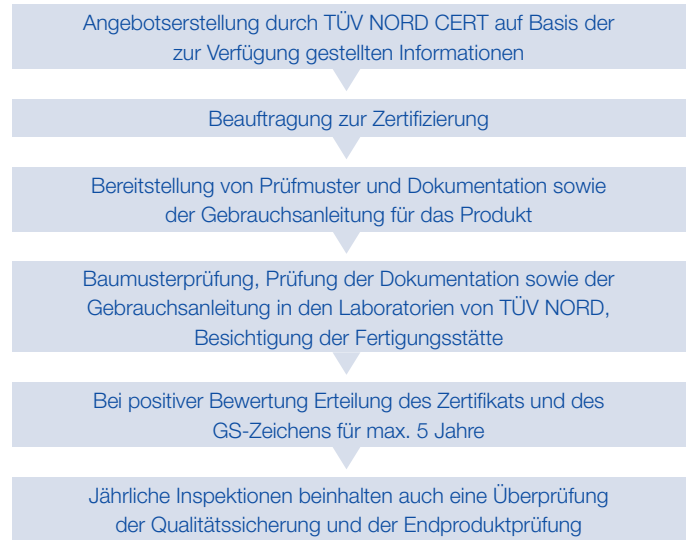 Angebotserstellung durch TÜV NORD CERT auf Basis der
zur Verfügung gestellten Informationen
Beauftragung zur Zertifizierung
Bereitstellung von Prüfmuster und Dokumentation sowie
der Gebrauchsanleitung für das Produkt
Baumusterprüfung, Prüfung der Dokumentation sowie der
Gebrauchsanleitung in den Laboratorien von TÜV NORD,
Besichtigung der Fertigungsstätte
Bei positiver Bewertung Erteilung des Zertifikats und des
GS-Zeichens für max. 5 Jahre
Jährliche Inspektionen beinhalten auch eine Überprüfung
der Qualitätssicherung und der Endproduktprüfung